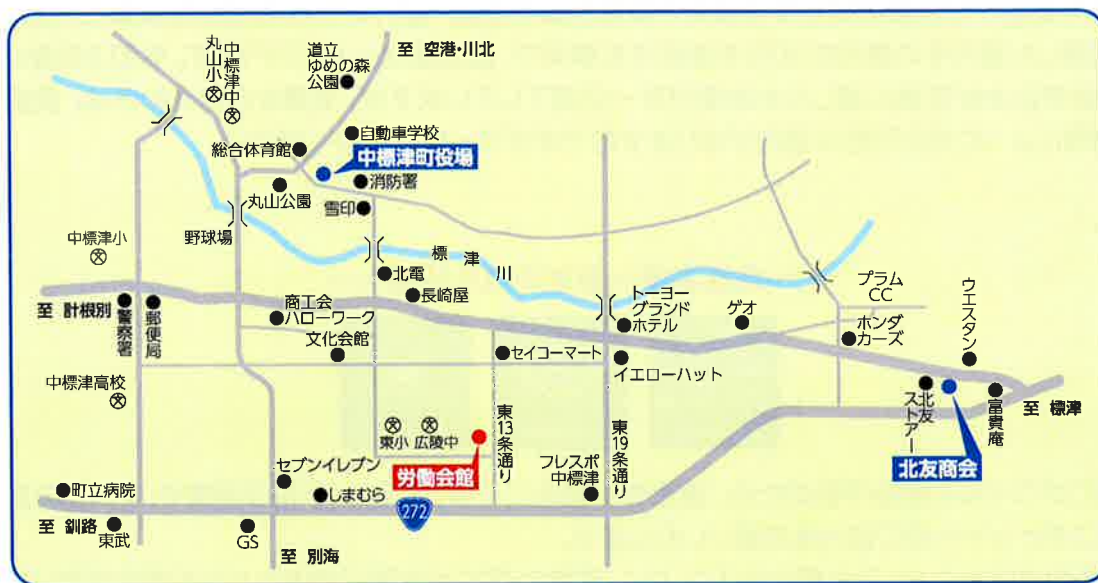 至 空港・川北
道立
ゆめの森
公園
中標津中
丸山小
自動車学校
総合体育館
中標津町役場
消防署
丸山公園
雪印
野球場
中標津小
標津川
北電
長崎屋
至 計根別
警察署
郵便局
商工会
ハローワーク
文化会館
トーヨー
グランド
ホテル
ゲオ
プラム
CC
ホンダ
カーズ
ウエスタン
セイコーマート
イエローハット
中標津高校
北友
ストアー
富貴庵
至 標津
北友商会
東小
広陵中
東13条通り
東19条通り
労働会館
セブンイレブン
しまむら
フレスポ
中標津
町立病院
272
至 釧路
東武
GS
至 別海